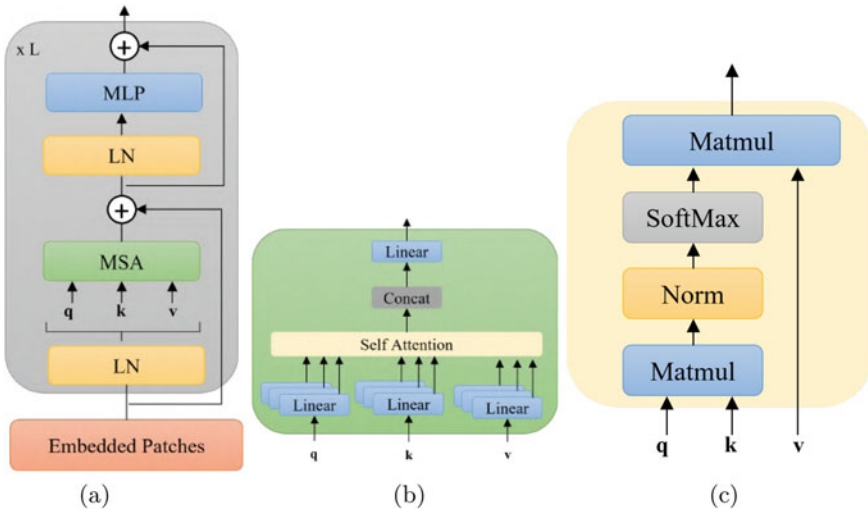 x L
MLP
LN
MSA
q k v
LN
Embedded Patches
(a)
Linear
Concat
Self Attention
Linear Linear Linear
q k v
(b)
Matmul
SoftMax
Norm
Matmul
q k v
(c)